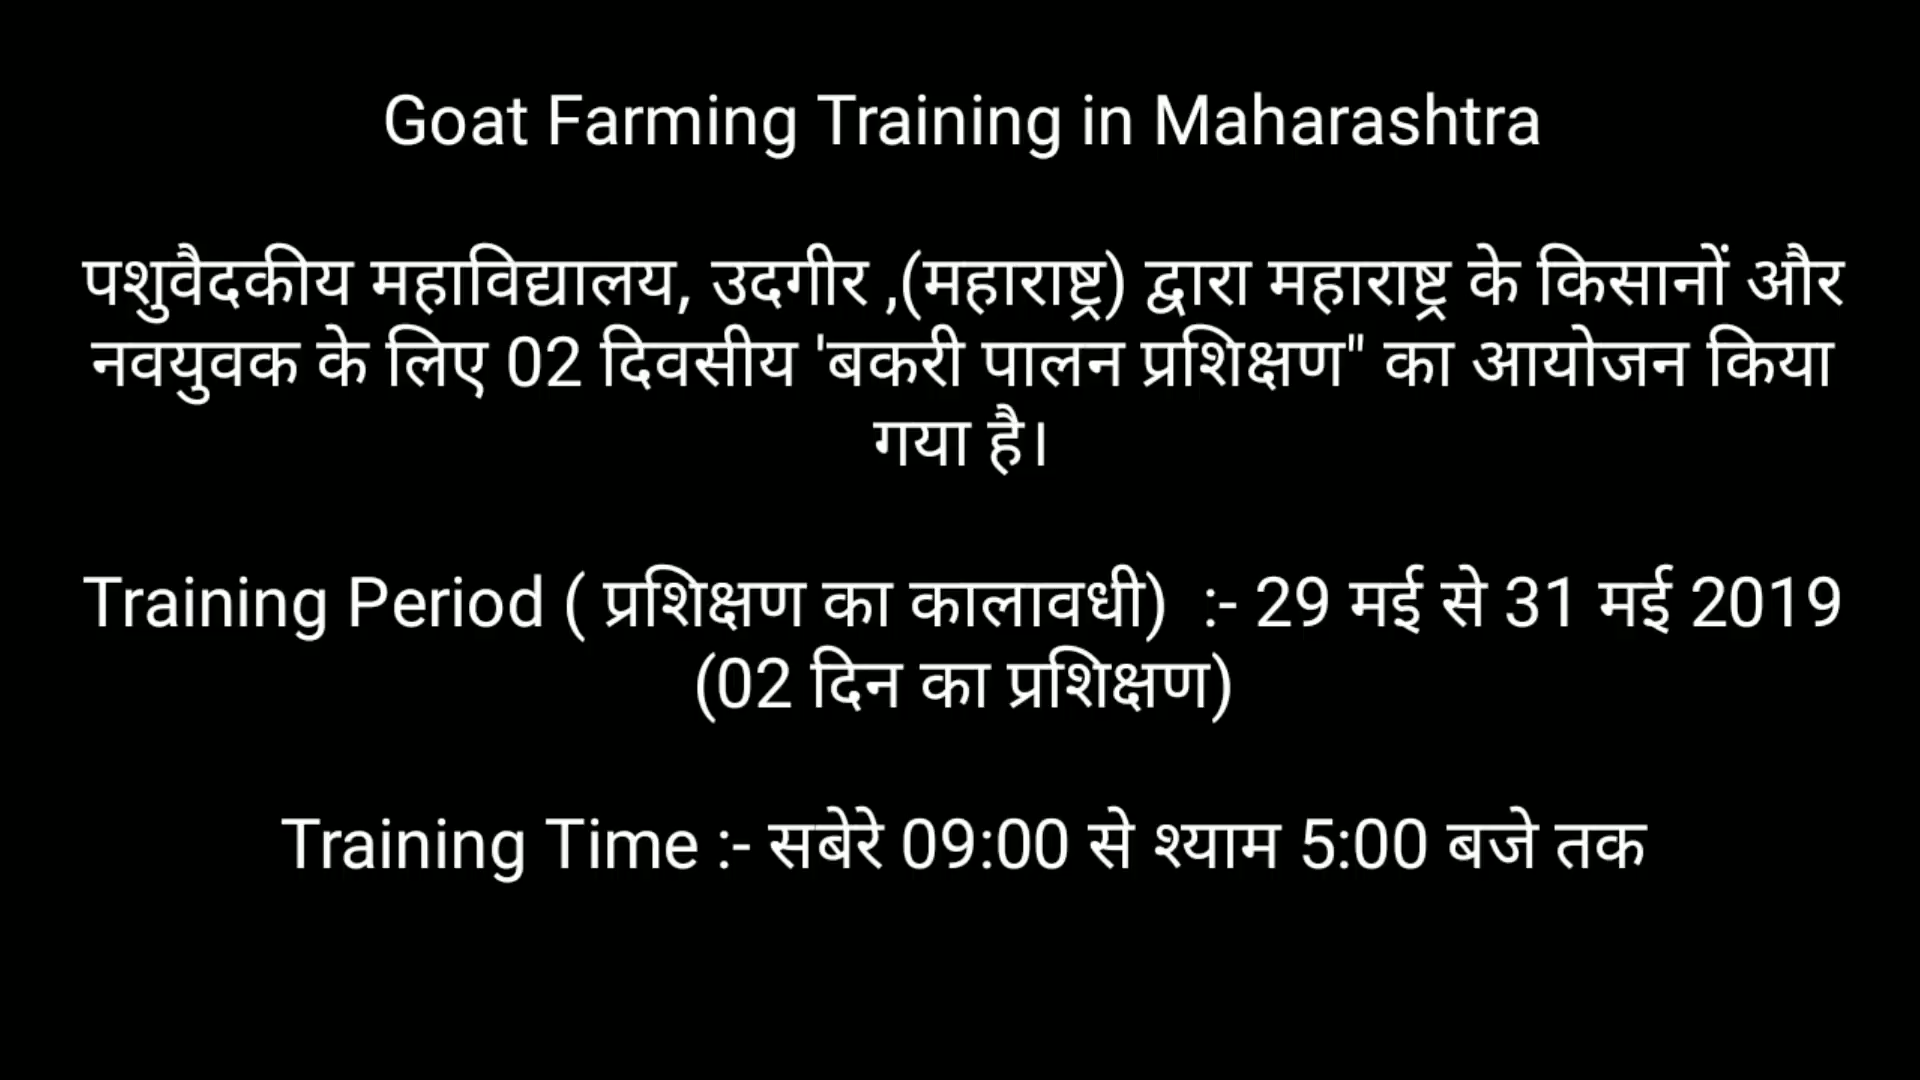 Goat Farming Training in Maharashtra
पशुवैदकीय महाविद्यालय, उदगीर ,(महाराष्ट्र) द्वारा महाराष्ट्र के किसानों और
नवयुवक के लिए 02 दिवसीय 'बकरी पालन प्रशिक्षण" का आयोजन किया
गया है।
Training Period ( प्रशिक्षण का कालावधी)  :- 29 मई से 31 मई 2019
(02 दिन का प्रशिक्षण)
Training Time :- सबेरे 09:00 से श्याम 5:00 बजे तक